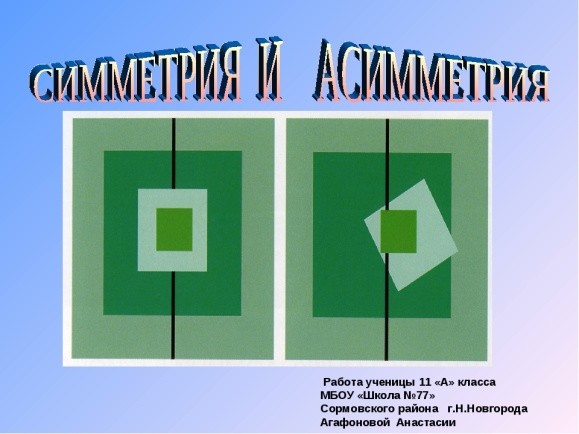 СИММЕТРИЯ И АСИММЕТРИЯ
Работа ученицы 11 «А» класса
МБОУ «Школа №77»
Сормовского района г.Н.Новгорода
Агафоновой Анастасии